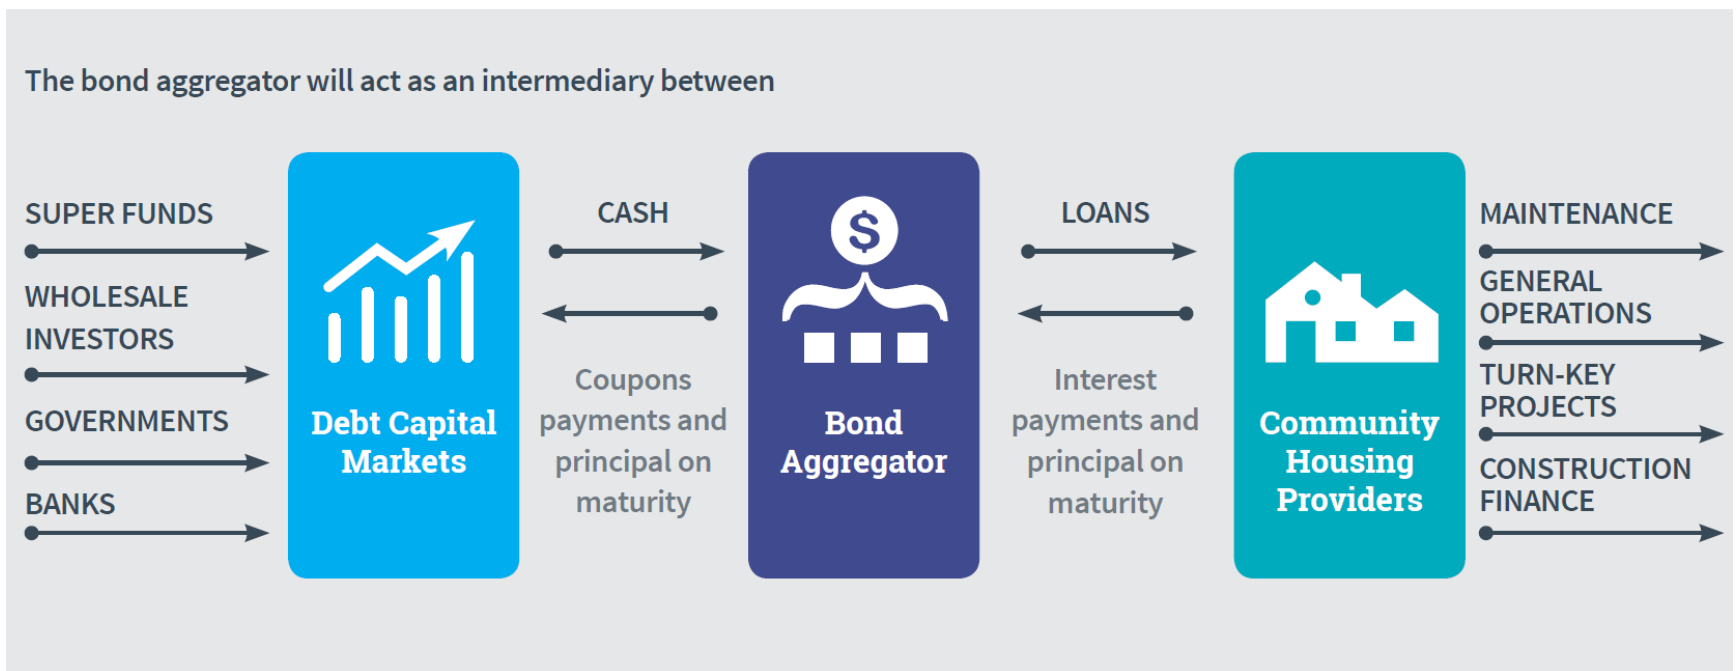 The bond aggregator will act as an intermediary between
SUPER FUNDS
WHOLESALE
INVESTORS
GOVERNMENTS
BANKS
Debt Capital
Markets
CASH
Coupons
payments and
principal on
maturity
$
Bond
Aggregator
LOANS
Interest
payments and
principal on
maturity
Community
Housing
Providers
MAINTENANCE
GENERAL
OPERATIONS
TURN-KEY
PROJECTS
CONSTRUCTION
FINANCE